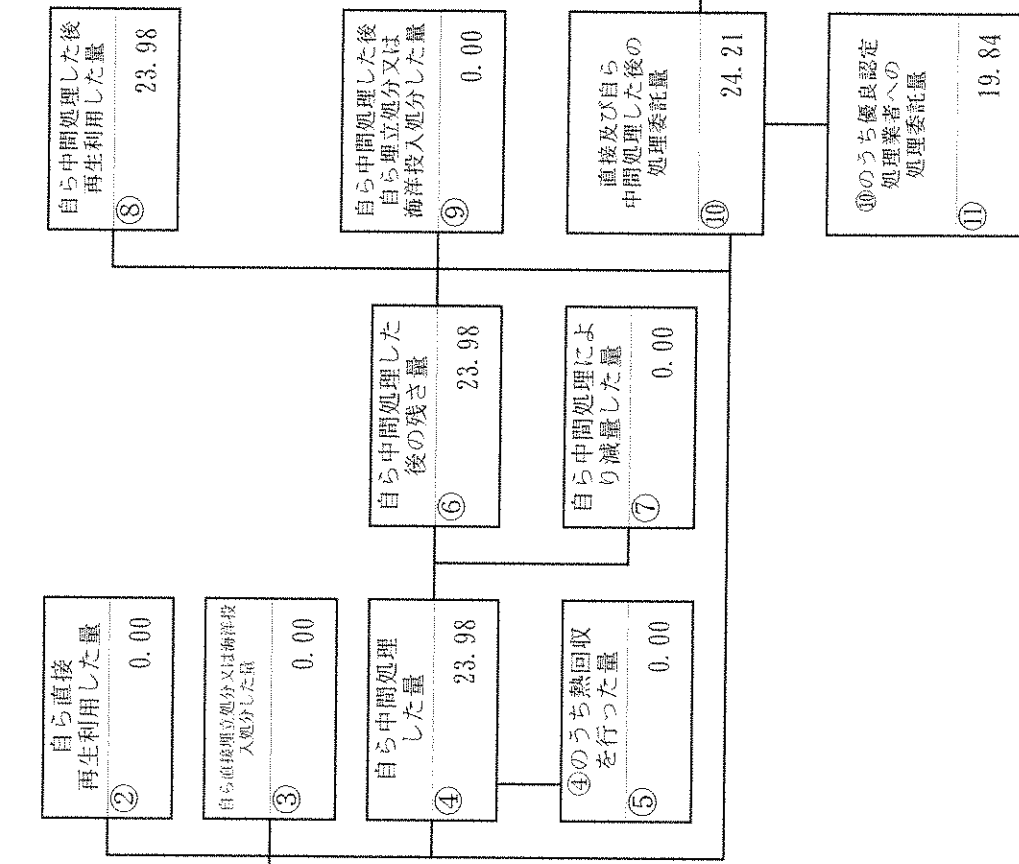 自ら直接
再生利用した量
②
0.00
自ら直接埋立処分又は海洋投
入処分した量
③
0.00
自ら中間処理
した量
④
23.98
④のうち熱回収
を行った量
⑤
0.00
自ら中間処理した
後の残さ量
⑥
23.98
自ら中間処理によ
り減量した量
⑦
0.00
自ら中間処理した後
再生利用した量
⑧
23.98
自ら中間処理した後
自ら埋立処分又は
海洋投入処分した量
⑨
0.00
直接及び自ら
中間処理した後の
処理委託量
⑩
24.21
⑩のうち優良認定
処理業者への
処理委託量
⑪
19.84